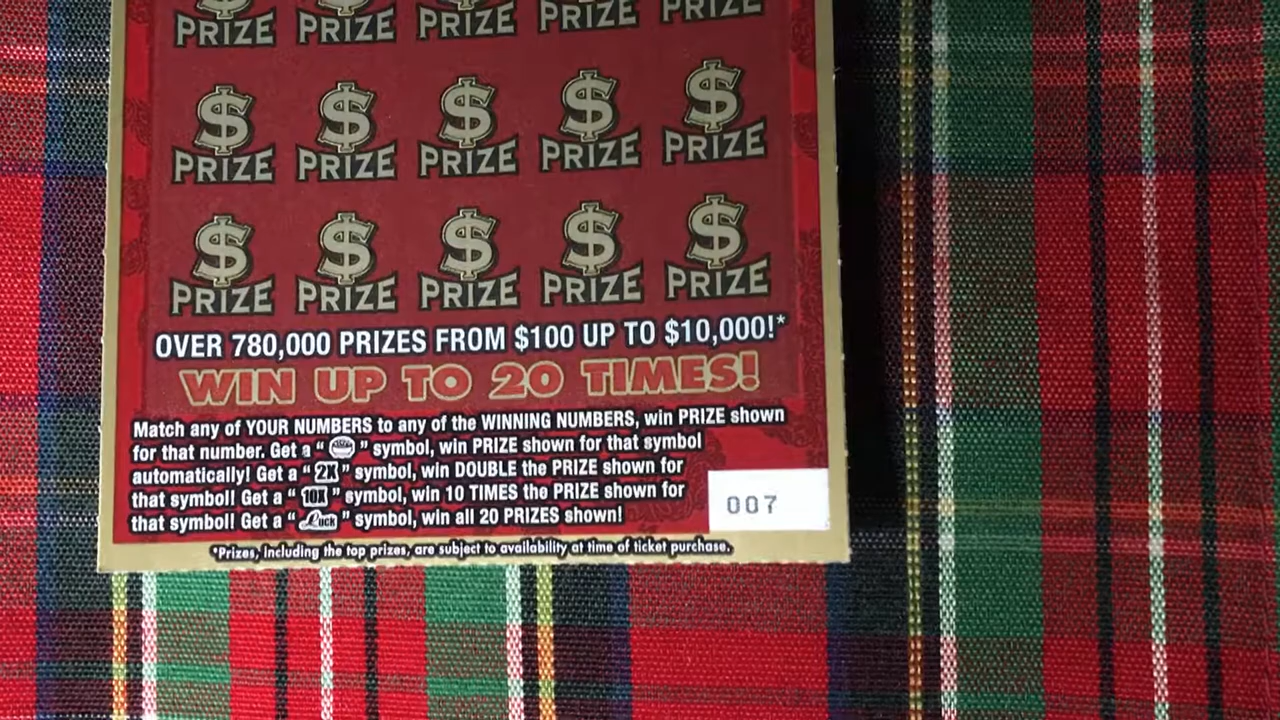 PRIZE PRIZE PRIZE PRIZE PRIZE
$ $ $ $ $
PRIZE PRIZE PRIZE PRIZE PRIZE
$ $ $ $ $
PRIZE PRIZE PRIZE PRIZE PRIZE
OVER 780,000 PRIZES FROM $100 UP TO $10,000!*
WIN UP TO 20 TIMES!
Match any of YOUR NUMBERS to any of the WINNING NUMBERS, win PRIZE shown
for that number. Get a " " symbol, win PRIZE shown for that symbol
automatically! Get a "2X" symbol, win DOUBLE the PRIZE shown for
that symbol! Get a "10X" symbol, win 10 TIMES the PRIZE shown for
that symbol! Get a "Luck" symbol, win all 20 PRIZES shown!
007
*Prizes, including the top prizes, are subject to availability at time of ticket purchase.